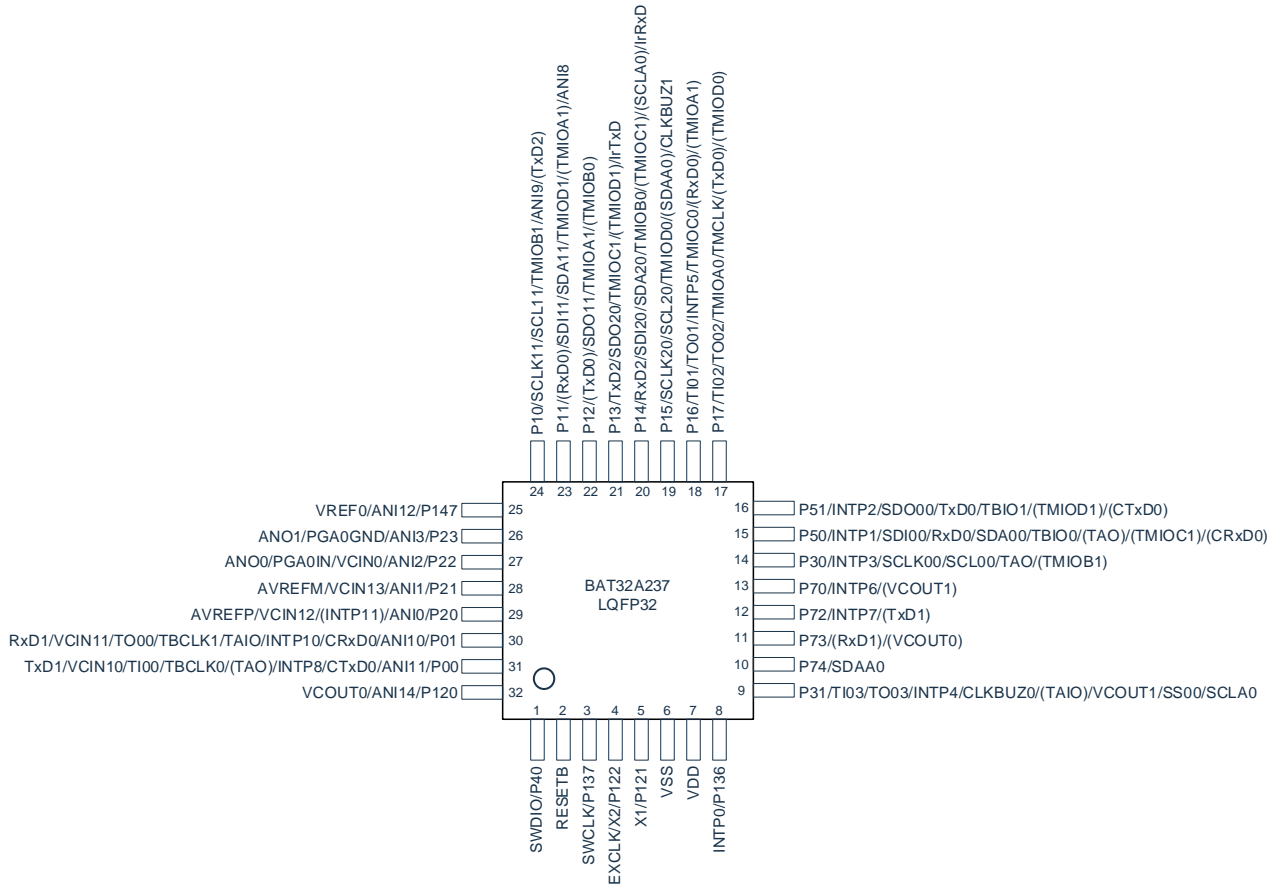 P10/SCLK11/SCL11/TMIOB1/ANI9/(TxD2)
P11/(RxD0)/SDI11/SDA11/TMIOD1/(TMIOA1)/ANI8
P12/(TxD0)/SDO11/TMIOA1/(TMIOB0)
P13/TxD2/SDO20/TMIOC1/(TMIOD1)/IrTxD
P14/RxD2/SDI20/SDA20/TMIOB0/(TMIOC1)/(SCLA0)/IrRxD
P15/SCLK20/SCL20/TMIOD0/(SDAA0)/CLKBUZ1
P16/TI01/TO01/INTP5/TMIOC0/(RxD0)/(TMIOA1)
P17/TI02/TO02/TMIOA0/TMCLK/(TxD0)/(TMIOD0)
24 23 22 21 20 19 18 17
VREF0/ANI12/P147 25
ANO1/PGA0GND/ANI3/P23 26
ANO0/PGA0IN/VCIN0/ANI2/P22 27
AVREFM/VCIN13/ANI1/P21 28
AVREFP/VCIN12/(INTP11)/ANI0/P20 29
RxD1/VCIN11/TO00/TBCLK1/TAIO/INTP10/CRxD0/ANI10/P01 30
TxD1/VCIN10/TI00/TBCLK0/(TAO)/INTP8/CTxD0/ANI11/P00 31
VCOUT0/ANI14/P120 32
BAT32A237
LQFP32
16 P51/INTP2/SDO00/TxD0/TBIO1/(TMIOD1)/(CTxD0)
15 P50/INTP1/SDI00/RxD0/SDA00/TBIO0/(TAO)/(TMIOC1)/(CRxD0)
14 P30/INTP3/SCLK00/SCL00/TAO/(TMIOB1)
13 P70/INTP6/(VCOUT1)
12 P72/INTP7/(TxD1)
11 P73/(RxD1)/(VCOUT0)
10 P74/SDAA0
9 P31/TI03/TO03/INTP4/CLKBUZ0/(TAIO)/VCOUT1/SS00/SCLA0
1 2 3 4 5 6 7 8
SWDIO/P40
RESETB
SWCLK/P137
EXCLK/X2/P122
X1/P121
VSS
VDD
INTP0/P136